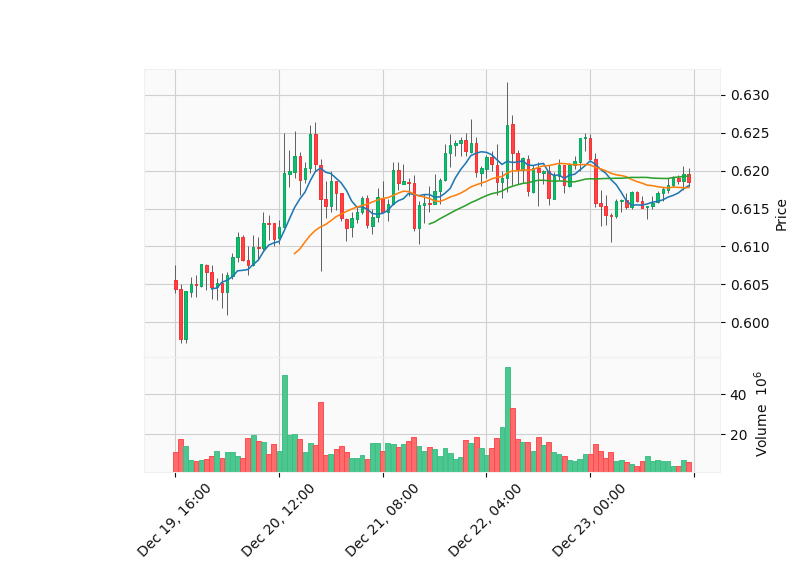 0.630
0.625
0.620
0.615
0.610
0.605
0.600
Price
40
20
Volume 10^6
Dec 19, 16:00
Dec 20, 12:00
Dec 21, 08:00
Dec 22, 04:00
Dec 23, 00:00